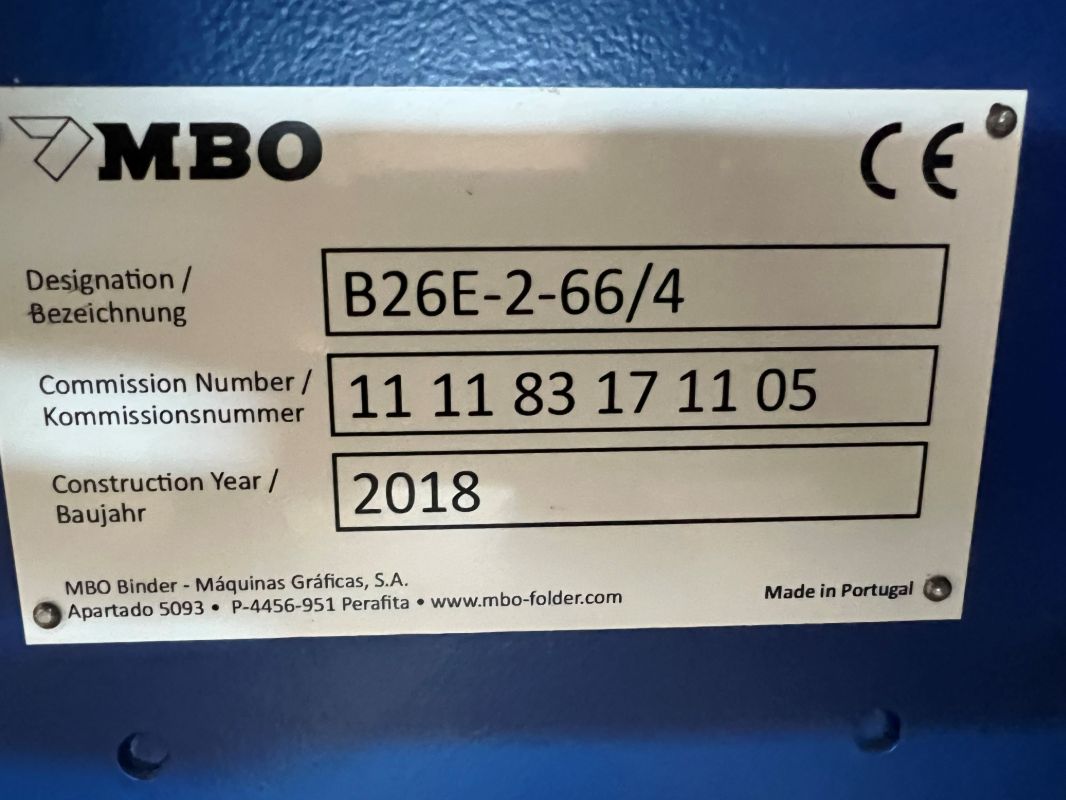 MBO
CE
Designation /
Bezeichnung
B26E-2-66/4
Commission Number /
Kommissionsnummer
11 11 83 17 11 05
Construction Year /
Baujahr
2018
MBO Binder - Máquinas Gráficas, S.A.
Apartado 5093 • P-4456-951 Perafita • www.mbo-folder.com
Made in Portugal